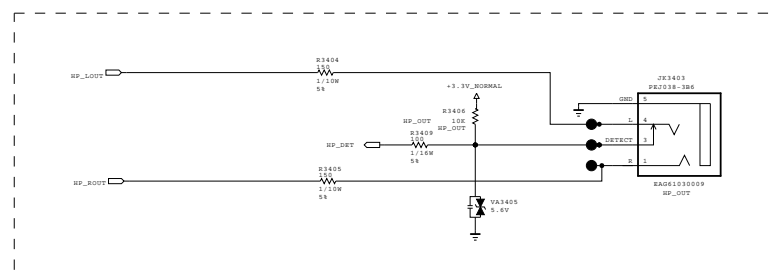 R3404
150
HP_LOUT
1/10W
5%
JK3403
PEJ038-3B6
+3.3V_NORMAL
GND 5
R3406
HP_OUT 10K
HP_OUT
L 4
R3409
100
HP_DET
DETECT 3
1/16W
5%
R3405
150
R 1
HP_ROUT
1/10W
5%
EAG61030009
HP_OUT
VA3405
5.6V